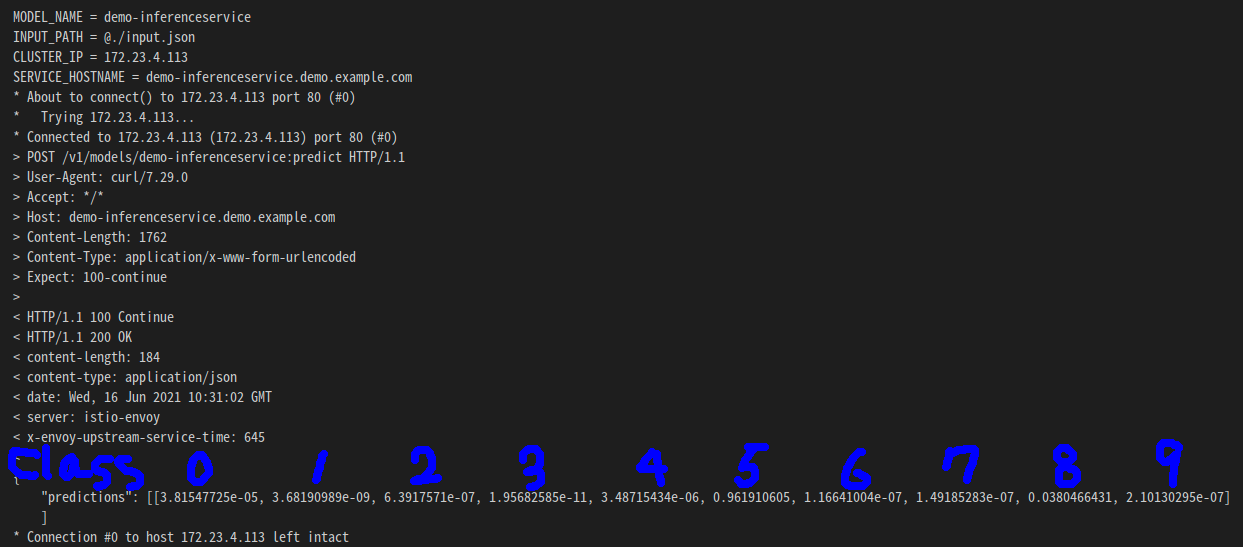 MODEL_NAME = demo-inferenceservice
INPUT_PATH = @./input.json
CLUSTER_IP = 172.23.4.113
SERVICE_HOSTNAME = demo-inferenceservice.demo.example.com
* About to connect() to 172.23.4.113 port 80 (#0)
*   Trying 172.23.4.113...
* Connected to 172.23.4.113 (172.23.4.113) port 80 (#0)
> POST /v1/models/demo-inferenceservice:predict HTTP/1.1
> User-Agent: curl/7.29.0
> Accept: */*
> Host: demo-inferenceservice.demo.example.com
> Content-Length: 1762
> Content-Type: application/x-www-form-urlencoded
> Expect: 100-continue
>
< HTTP/1.1 100 Continue
< HTTP/1.1 200 OK
< content-length: 184
< content-type: application/json
< date: Wed, 16 Jun 2021 10:31:02 GMT
< server: istio-envoy
< x-envoy-upstream-service-time: 645
Class 0 1 2 3 4 5 6 7 8 9
{
    "predictions": [[3.81547725e-05, 3.68190989e-09, 6.3917571e-07, 1.95682585e-11, 3.48715434e-06, 0.961910605, 1.16641004e-07, 1.49185283e-07, 0.0380466431, 2.10130295e-07]
    ]
* Connection #0 to host 172.23.4.113 left intact